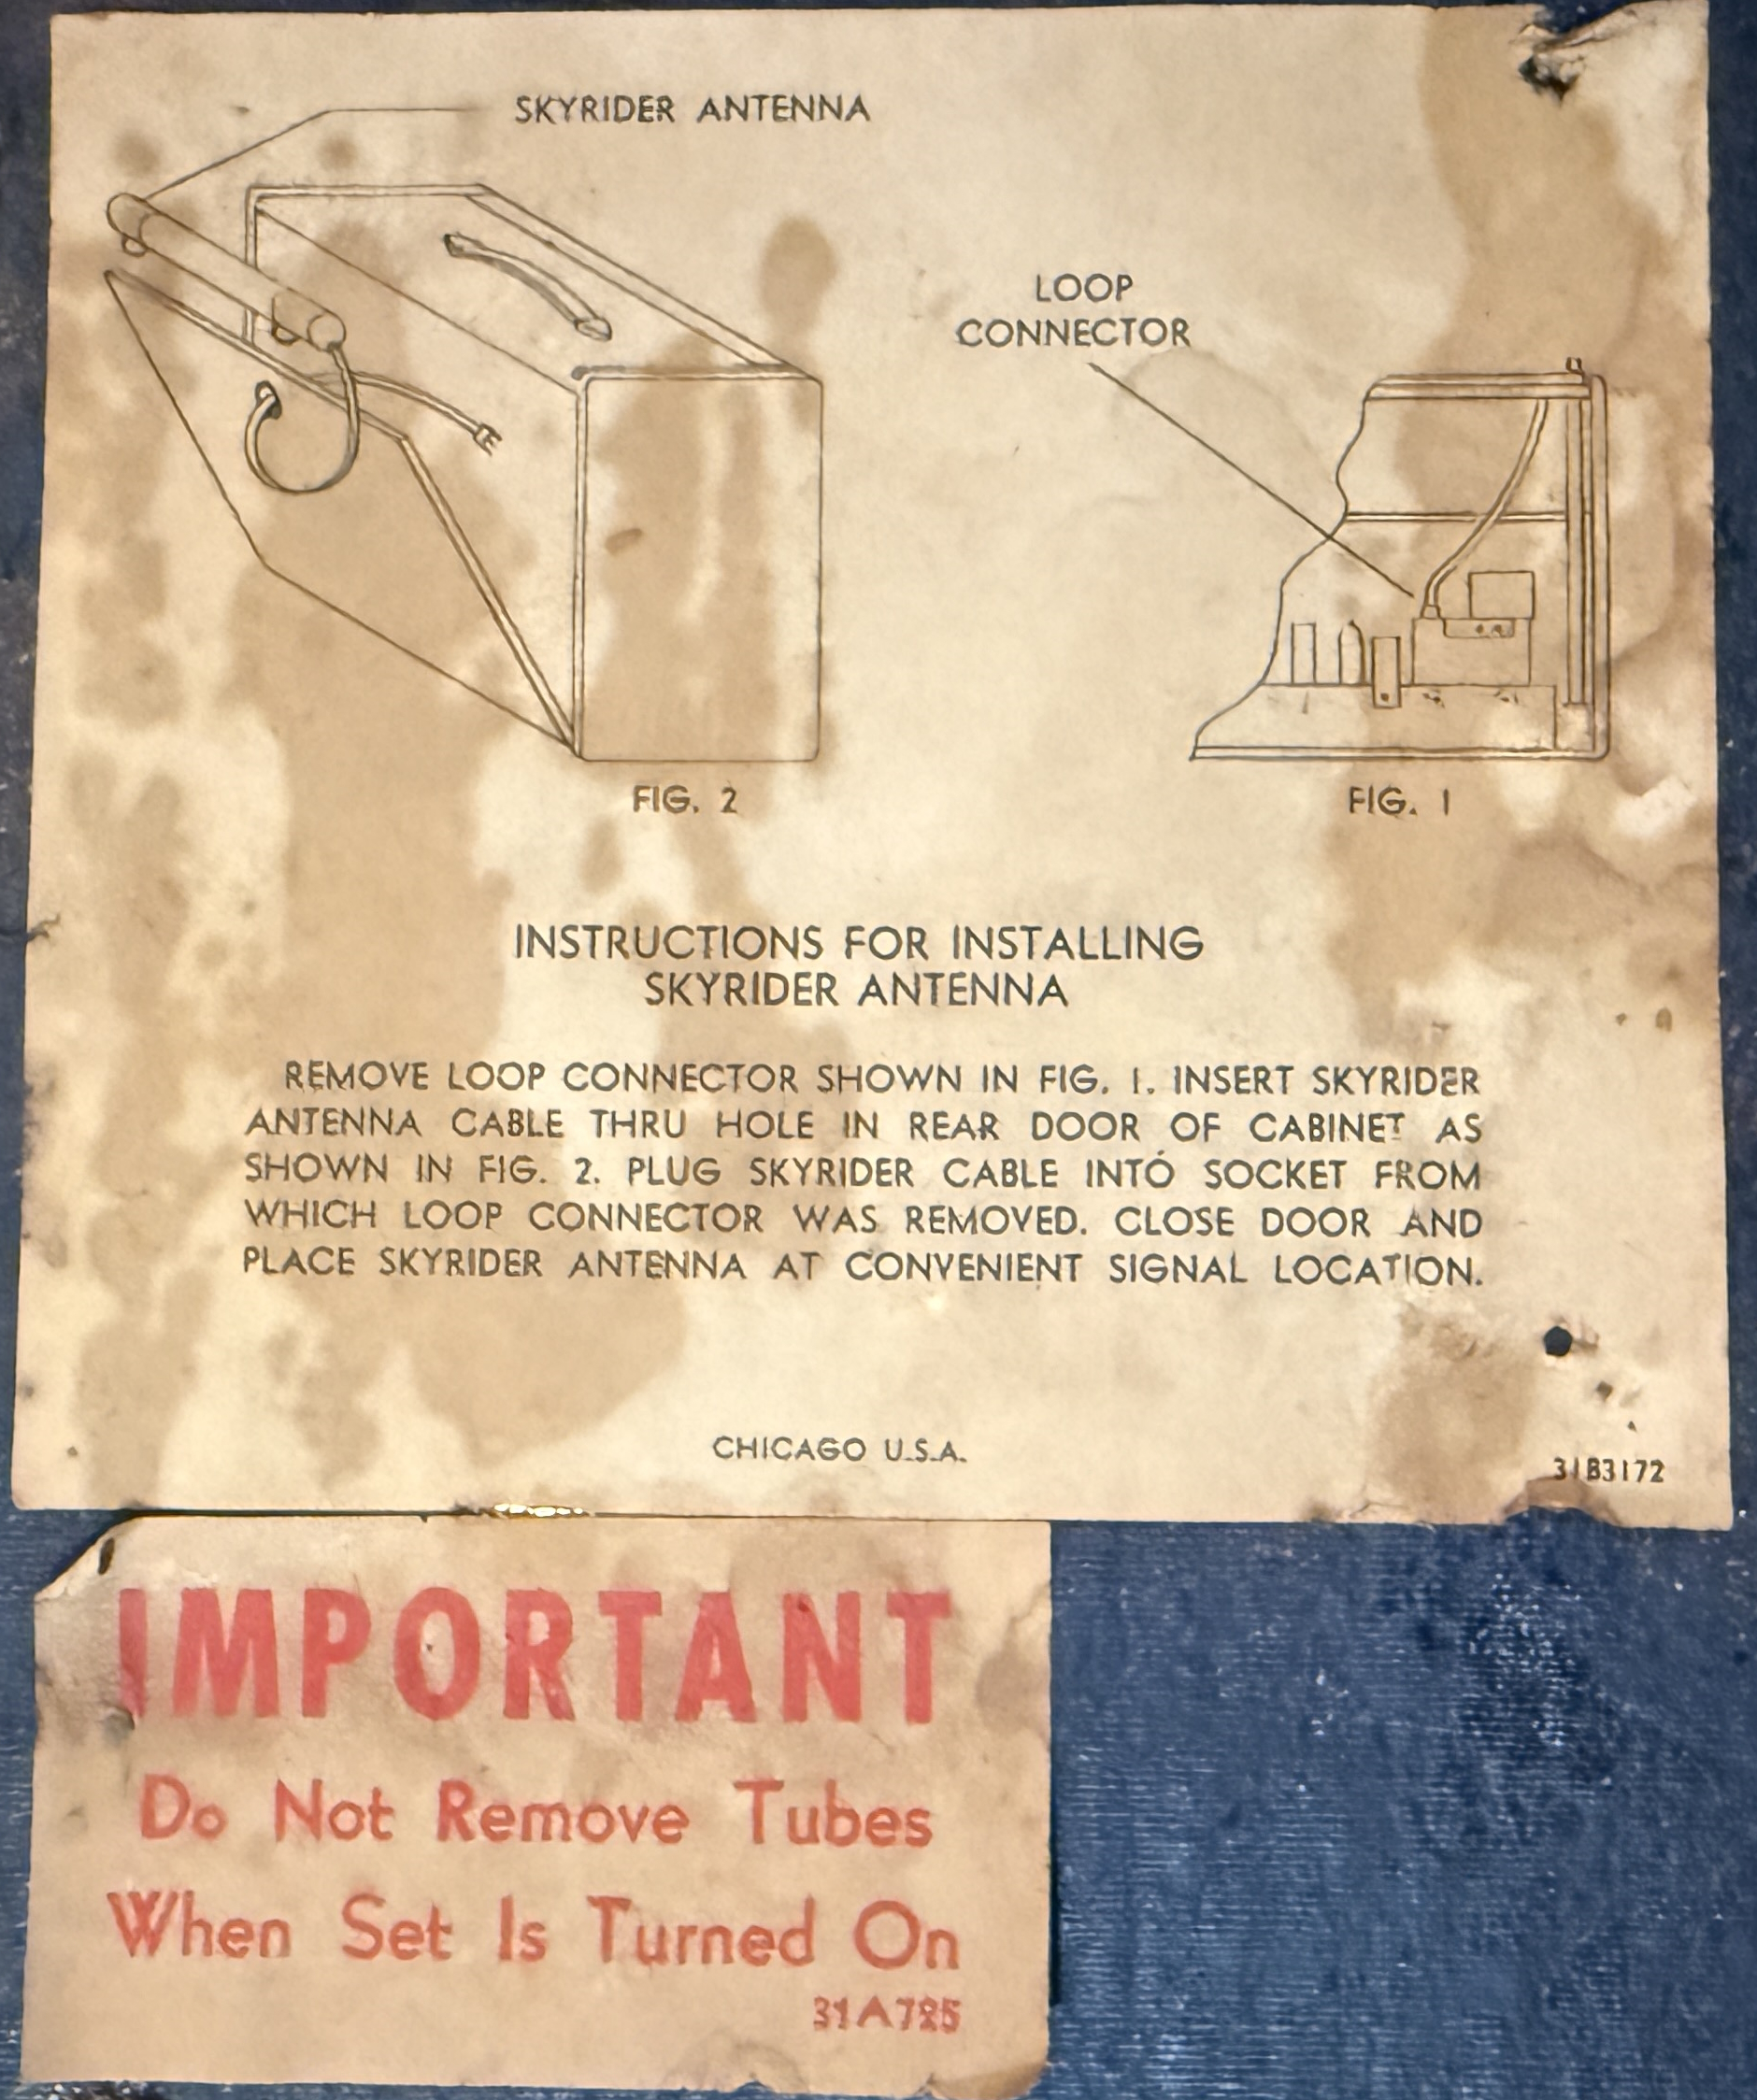 SKYRIDER ANTENNA
LOOP
CONNECTOR
FIG. 2
FIG. 1
INSTRUCTIONS FOR INSTALLING
SKYRIDER ANTENNA
REMOVE LOOP CONNECTOR SHOWN IN FIG. 1. INSERT SKYRIDER
ANTENNA CABLE THRU HOLE IN REAR DOOR OF CABINET AS
SHOWN IN FIG. 2. PLUG SKYRIDER CABLE INTO SOCKET FROM
WHICH LOOP CONNECTOR WAS REMOVED. CLOSE DOOR AND
PLACE SKYRIDER ANTENNA AT CONVENIENT SIGNAL LOCATION.
CHICAGO U.S.A.
31B3172
IMPORTANT
Do Not Remove Tubes
When Set Is Turned On
31A785